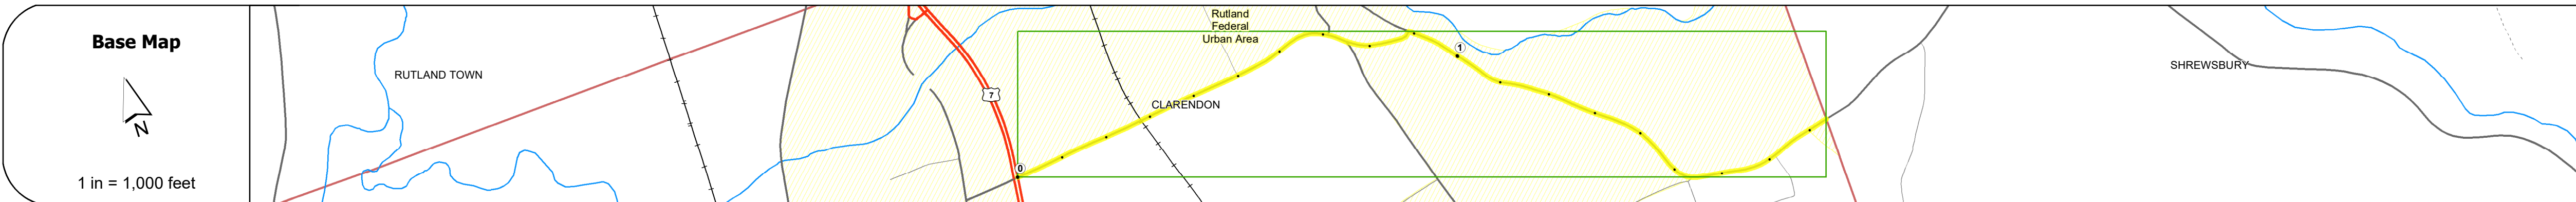 Base Map
N
1 in = 1,000 feet
RUTLAND TOWN
7
0
Rutland
Federal
Urban Area
CLARENDON
1
SHREWSBURY